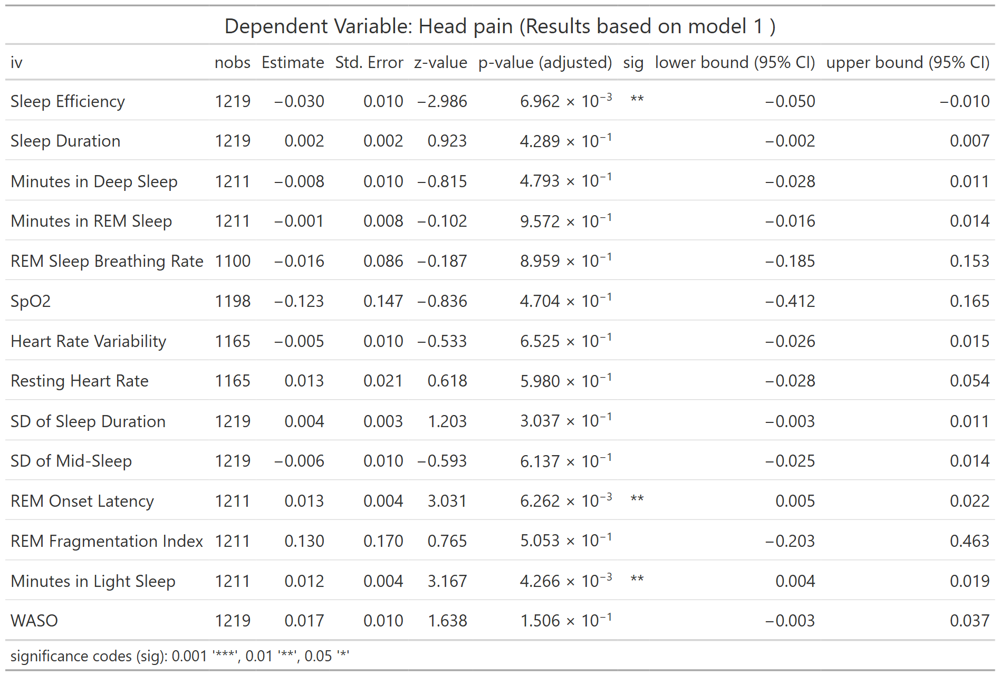 Dependent Variable: Head pain (Results based on model 1 )
iv nobs Estimate Std. Error z-value p-value (adjusted) sig lower bound (95% CI) upper bound (95% CI)
Sleep Efficiency 1219 −0.030 0.010 −2.986 6.962 × 10⁻³ ** −0.050 −0.010
Sleep Duration 1219 0.002 0.002 0.923 4.289 × 10⁻¹ −0.002 0.007
Minutes in Deep Sleep 1211 −0.008 0.010 −0.815 4.793 × 10⁻¹ −0.028 0.011
Minutes in REM Sleep 1211 −0.001 0.008 −0.102 9.572 × 10⁻¹ −0.016 0.014
REM Sleep Breathing Rate 1100 −0.016 0.086 −0.187 8.959 × 10⁻¹ −0.185 0.153
SpO2 1198 −0.123 0.147 −0.836 4.704 × 10⁻¹ −0.412 0.165
Heart Rate Variability 1165 −0.005 0.010 −0.533 6.525 × 10⁻¹ −0.026 0.015
Resting Heart Rate 1165 0.013 0.021 0.618 5.980 × 10⁻¹ −0.028 0.054
SD of Sleep Duration 1219 0.004 0.003 1.203 3.037 × 10⁻¹ −0.003 0.011
SD of Mid-Sleep 1219 −0.006 0.010 −0.593 6.137 × 10⁻¹ −0.025 0.014
REM Onset Latency 1211 0.013 0.004 3.031 6.262 × 10⁻³ ** 0.005 0.022
REM Fragmentation Index 1211 0.130 0.170 0.765 5.053 × 10⁻¹ −0.203 0.463
Minutes in Light Sleep 1211 0.012 0.004 3.167 4.266 × 10⁻³ ** 0.004 0.019
WASO 1219 0.017 0.010 1.638 1.506 × 10⁻¹ −0.003 0.037
significance codes (sig): 0.001 '***', 0.01 '**', 0.05 '*'